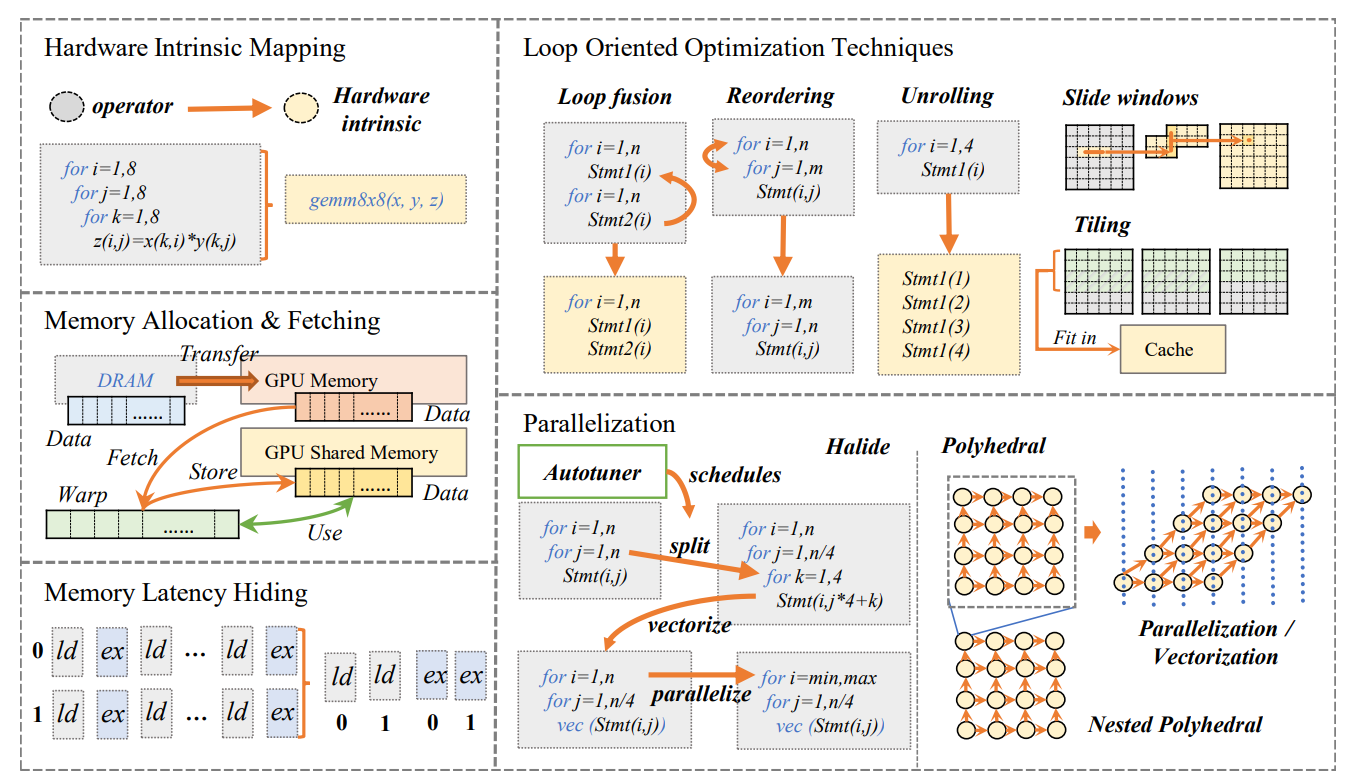 Hardware Intrinsic Mapping
operator
Hardware
intrinsic
for i=1,8
for j=1,8
for k=1,8
z(i,j)=x(k,i)*y(k,j)
gemm8x8(x, y, z)
Memory Allocation & Fetching
Transfer
DRAM
GPU Memory
......
......
Data
Data
Fetch
GPU Shared Memory
Store
......
Data
Warp
......
Use
Memory Latency Hiding
0 ld ex ld ... ld ex
1 ld ex ld ... ld ex
ld ld ex ex
0 1 0 1
Loop Oriented Optimization Techniques
Loop fusion
for i=1,n
Stmt1(i)
for i=1,n
Stmt2(i)
for i=1,n
Stmt1(i)
Stmt2(i)
Reordering
for i=1,n
for j=1,m
Stmt(i,j)
for i=1,m
for j=1,n
Stmt(i,j)
Unrolling
for i=1,4
Stmt1(i)
Stmt1(1)
Stmt1(2)
Stmt1(3)
Stmt1(4)
Slide windows
Tiling
Fit in
Cache
Parallelization
Autotuner
schedules
Halide
for i=1,n
for j=1,n
Stmt(i,j)
split
for i=1,n
for j=1,n/4
for k=1,4
Stmt(i,j*4+k)
vectorize
for i=1,n
for j=1,n/4
vec (Stmt(i,j))
parallelize
for i=min,max
for j=1,n/4
vec (Stmt(i,j))
Polyhedral
Parallelization /
Vectorization
Nested Polyhedral